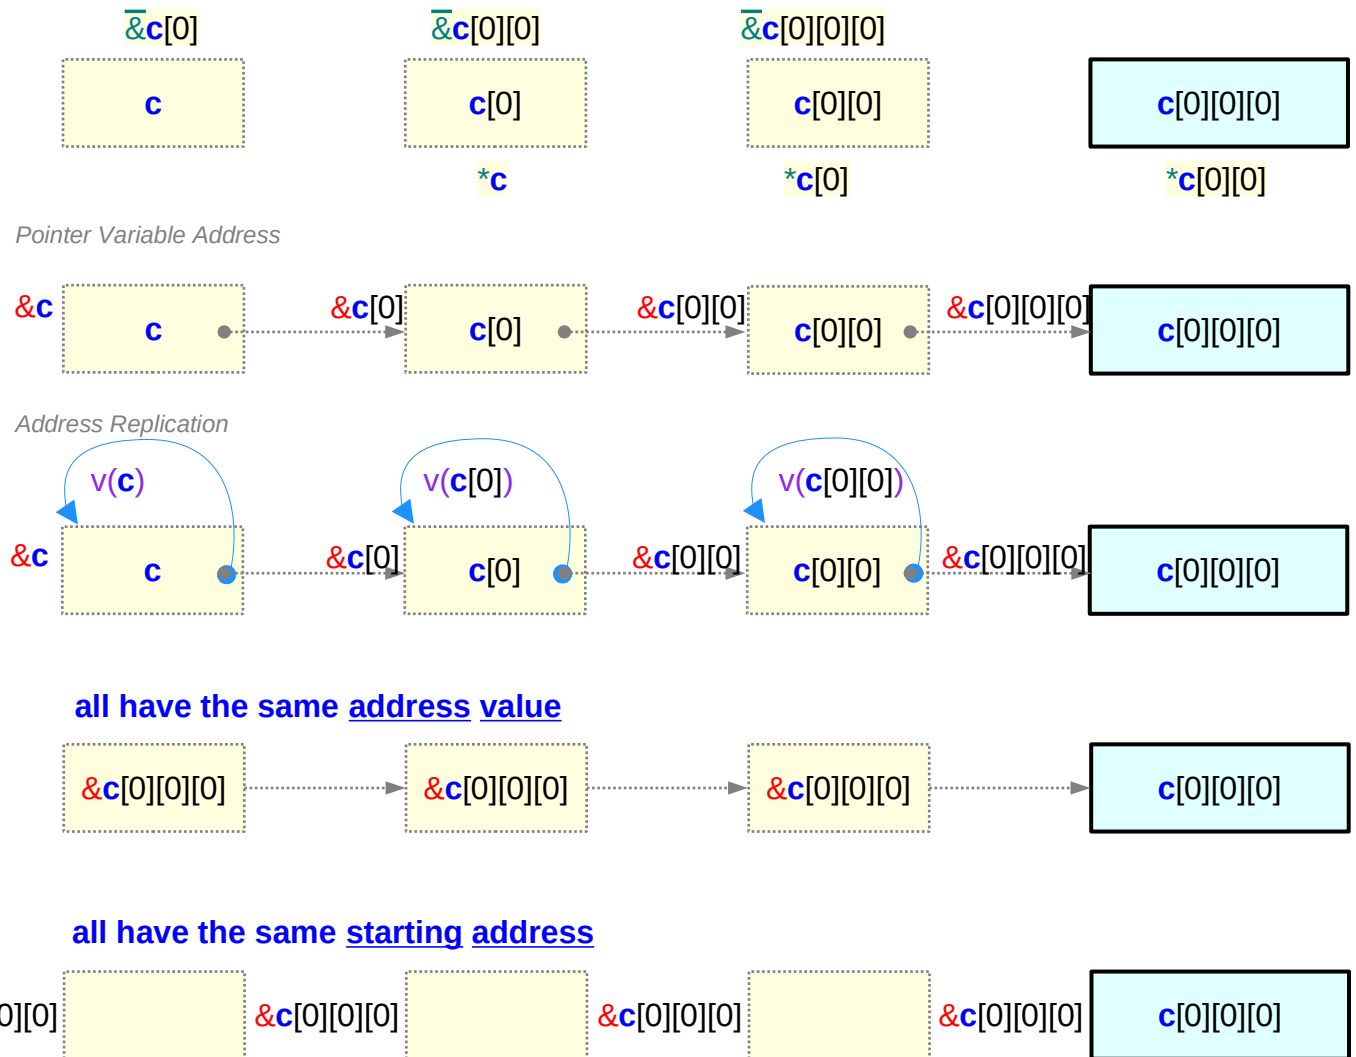 &c[0] &c[0][0] &c[0][0][0]
c c[0] c[0][0] c[0][0][0]
*c *c[0] *c[0][0]
Pointer Variable Address
&c &c[0] &c[0][0] &c[0][0][0]
c c[0] c[0][0] c[0][0][0]
Address Replication
v(c) v(c[0]) v(c[0][0])
&c &c[0] &c[0][0] &c[0][0][0]
c c[0] c[0][0] c[0][0][0]
all have the same address value
&c[0][0][0] &c[0][0][0] &c[0][0][0] c[0][0][0]
all have the same starting address
0][0] &c[0][0][0] &c[0][0][0] &c[0][0][0] c[0][0][0]